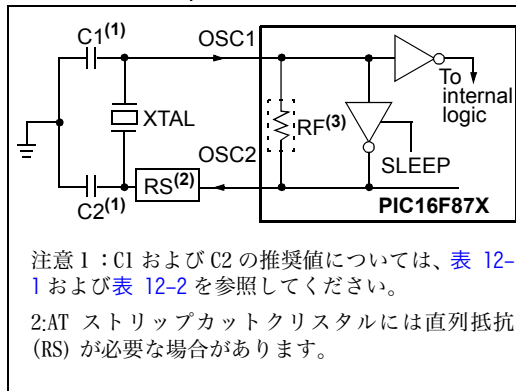 C1(1)
OSC1
To
internal
logic
XTAL
RF(3)
OSC2
SLEEP
RS(2)
C2(1)
PIC16F87X
注意 1 :C1 および C2 の推奨値については、表 12–
1 および表 12–2 を参照してください。
2:AT ストリップカットクリスタルには直列抵抗
(RS) が必要な場合があります。